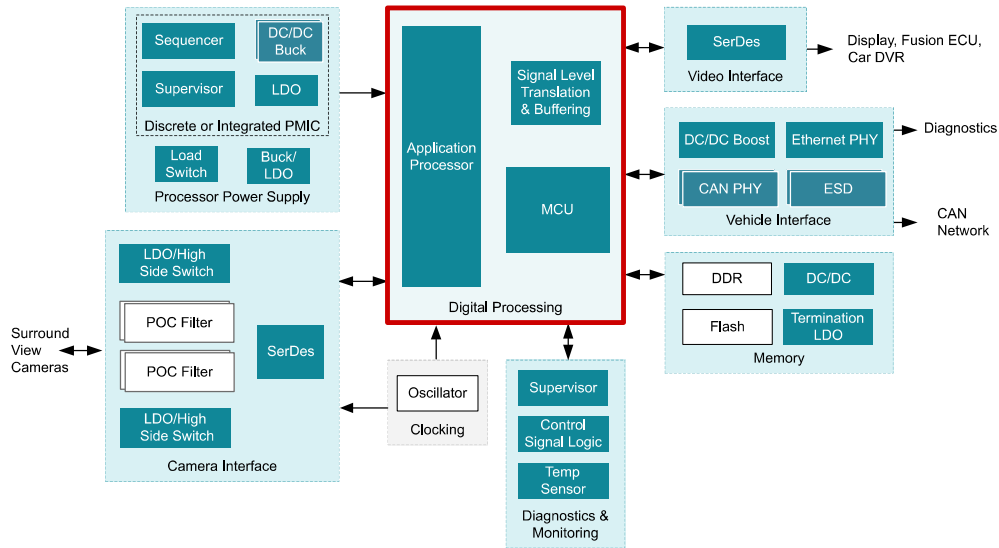 Sequencer
DC/DC
Buck
Supervisor
LDO
Discrete or Integrated PMIC
Load
Switch
Buck/
LDO
Processor Power Supply
Application
Processor
Signal Level
Translation
& Buffering
MCU
Digital Processing
SerDes
Video Interface
Display, Fusion ECU,
Car DVR
DC/DC Boost
Ethernet PHY
CAN PHY
ESD
Vehicle Interface
Diagnostics
CAN
Network
LDO/High
Side Switch
POC Filter
POC Filter
SerDes
LDO/High
Side Switch
Camera Interface
Surround
View
Cameras
Oscillator
Clocking
Supervisor
Control
Signal Logic
Temp
Sensor
Diagnostics &
Monitoring
DDR
DC/DC
Flash
Termination
LDO
Memory